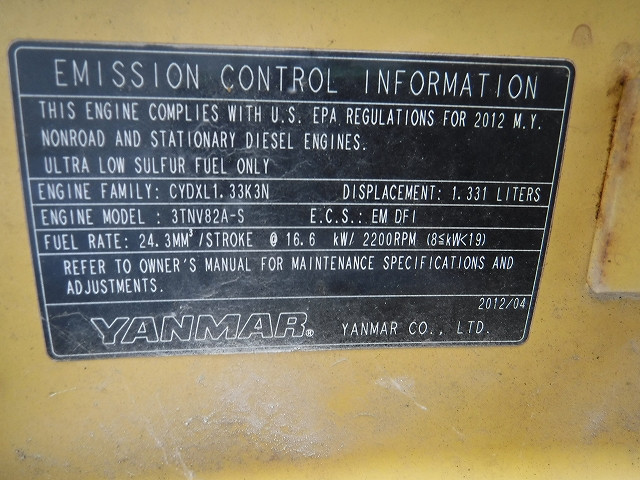 EMISSION CONTROL INFORMATION
THIS ENGINE COMPLIES WITH U.S. EPA REGULATIONS FOR 2012 M.Y.
NONROAD AND STATIONARY DIESEL ENGINES.
ULTRA LOW SULFUR FUEL ONLY
ENGINE FAMILY: CYDXL1.33K3N DISPLACEMENT: 1.331 LITERS
ENGINE MODEL : 3TNV82A-S E.C.S.: EM DFI
FUEL RATE: 24.3MM³/STROKE @ 16.6 kW/ 2200RPM (8≦kW<19)
REFER TO OWNER'S MANUAL FOR MAINTENANCE SPECIFICATIONS AND
ADJUSTMENTS.
2012/04
YANMAR® YANMAR CO., LTD.